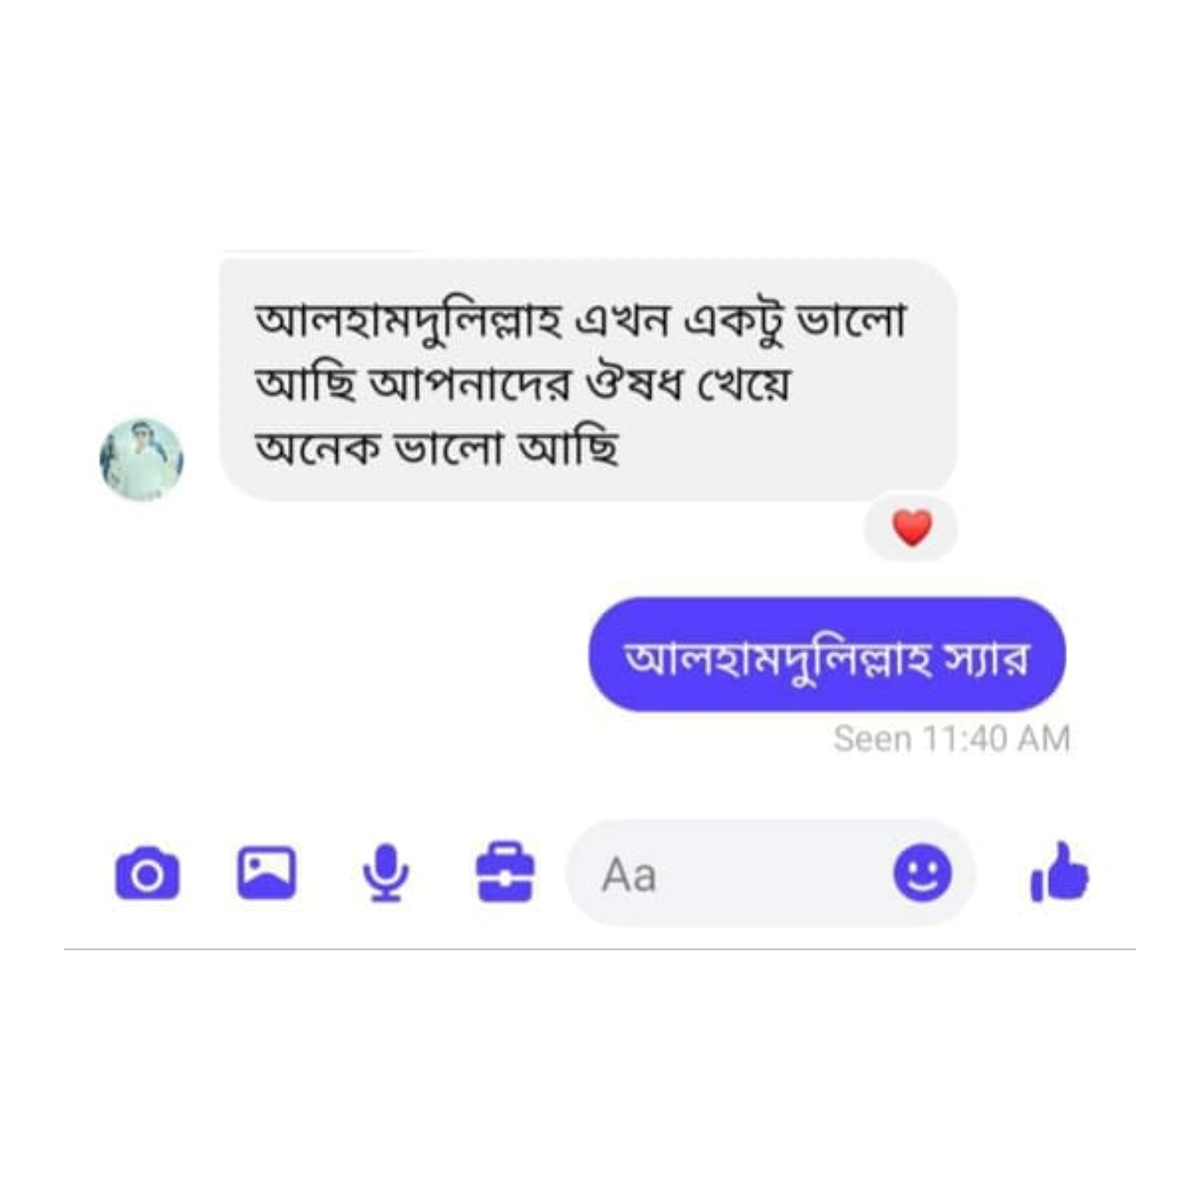 আলহামদুলিল্লাহ এখন একটু ভালো
আছি আপনাদের ঔষধ খেয়ে
অনেক ভালো আছি
আলহামদুলিল্লাহ স্যার
Seen 11:40 AM
Aa